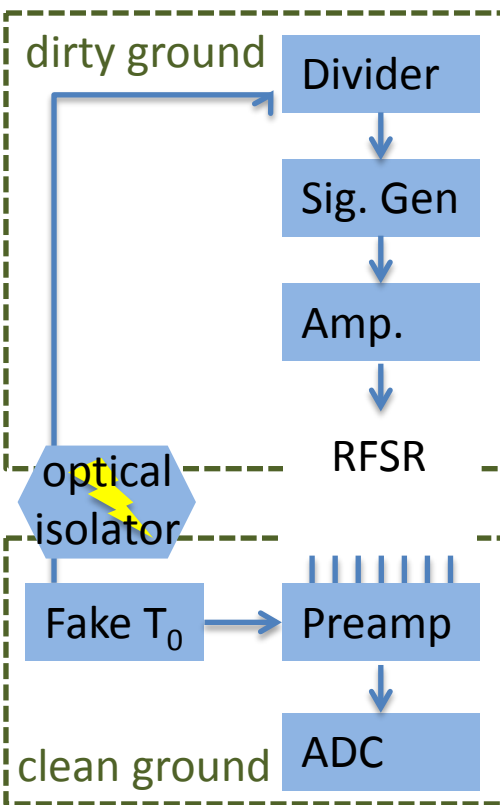 dirty ground
Divider
Sig. Gen
Amp.
RFSR
optical
isolator
Fake T₀
Preamp
ADC
clean ground